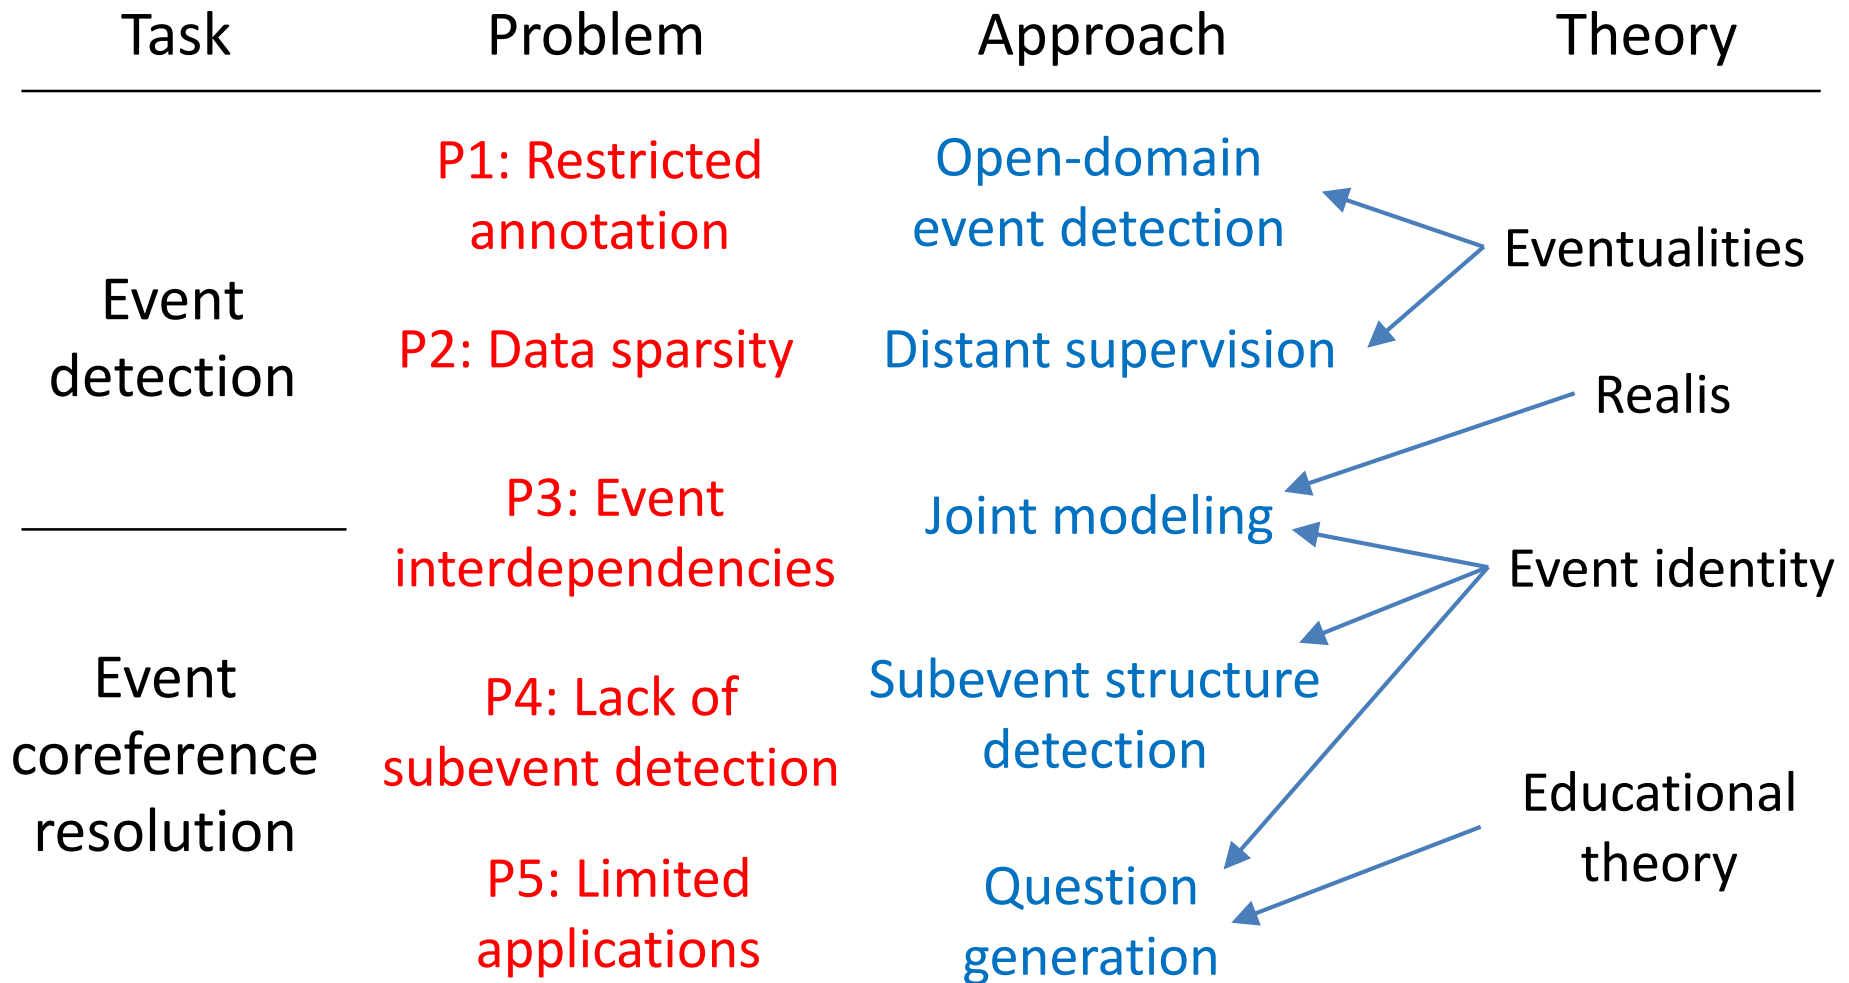 Task
Problem
Approach
Theory
Event
detection
Event
coreference
resolution
P1: Restricted
annotation
P2: Data sparsity
P3: Event
interdependencies
P4: Lack of
subevent detection
P5: Limited
applications
Open-domain
event detection
Distant supervision
Joint modeling
Subevent structure
detection
Question
generation
Eventualities
Realis
Event identity
Educational
theory